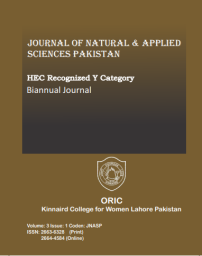 JOURNAL OF NATURAL & APPLIED
SCIENCES PAKISTAN
HEC Recognized Y Category
Biannual Journal
ORIC
Kinnaird College for Women Lahore Pakistan
Volume: 3 Issue: 1 Coden: JNASP
ISSN: 2663-6328 (Print)
2664-4584 (Online)